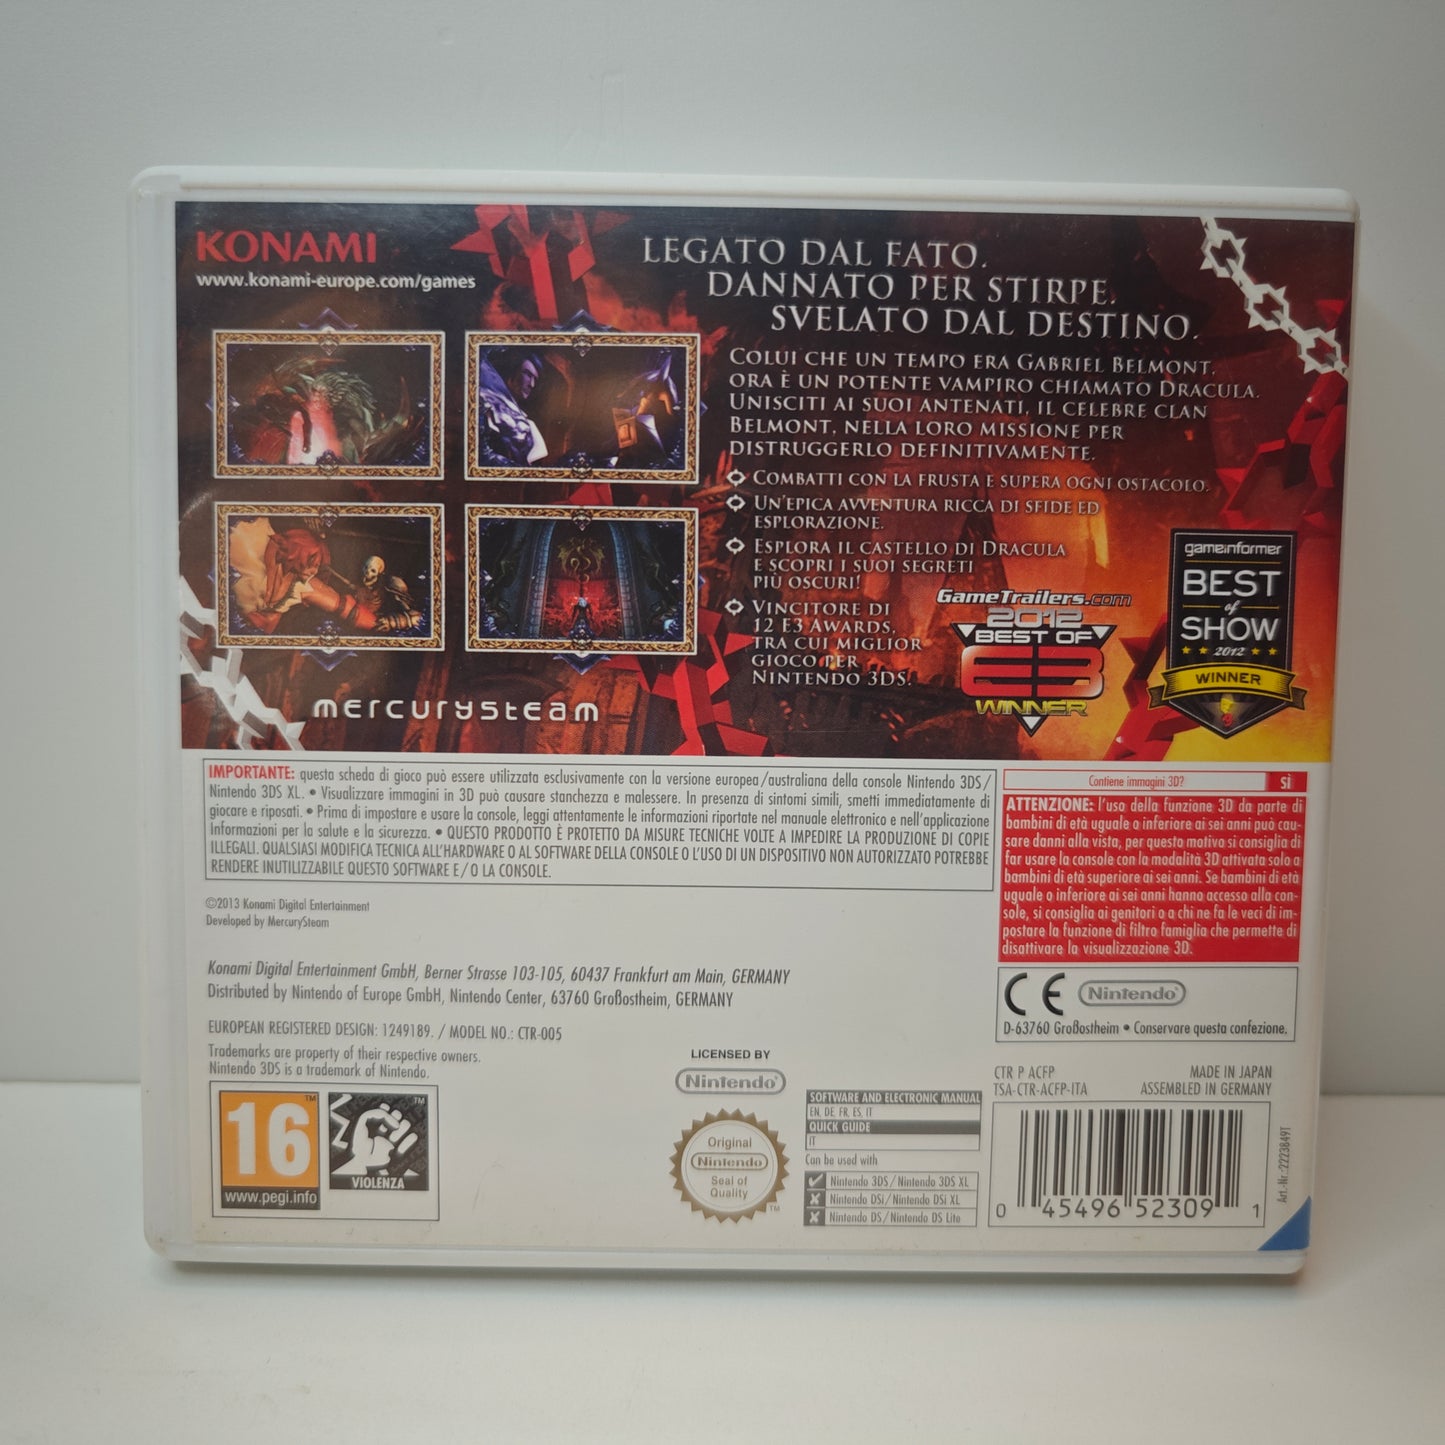 KONAMI
www.konami-europe.com/games
LEGATO DAL FATO.
DANNATO PER STIRPE.
SVELATO DAL DESTINO.
COLUI CHE UN TEMPO ERA GABRIEL BELMONT,
ORA È UN POTENTE VAMPIRO CHIAMATO DRACULA.
UNISCITI AI SUOI ANTENATI, IL CELEBRE CLAN
BELMONT, NELLA LORO MISSIONE PER
DISTRUGGERLO DEFINITIVAMENTE.
COMBATTI CON LA FRUSTA E SUPERA OGNI OSTACOLO.
UN'EPICA AVVENTURA RICCA DI SFIDE ED
ESPLORAZIONE.
ESPLORA IL CASTELLO DI DRACULA
E SCOPRI I SUOI SEGRETI
PIÙ OSCURI!
VINCITORE DI
12 E3 AWARDS,
TRA CUI MIGLIOR
GIOCO PER
NINTENDO 3DS.
GameTrailers.com
2012
BEST OF
E3
WINNER
gameinformer
BEST
of
SHOW
2012
WINNER
E3
mercurysteam
IMPORTANTE: questa scheda di gioco può essere utilizzata esclusivamente con la versione europea/australiana della console Nintendo 3DS/
Nintendo 3DS XL. • Visualizzare immagini in 3D può causare stanchezza e malessere. In presenza di sintomi simili, smetti immediatamente di
giocare e riposati. • Prima di impostare e usare la console, leggi attentamente le informazioni riportate nel manuale elettronico e nell'applicazione
Informazioni per la salute e la sicurezza. • QUESTO PRODOTTO È PROTETTO DA MISURE TECNICHE VOLTE A IMPEDIRE LA PRODUZIONE DI COPIE
ILLEGALI. QUALSIASI MODIFICA TECNICA ALL'HARDWARE O AL SOFTWARE DELLA CONSOLE O L'USO DI UN DISPOSITIVO NON AUTORIZZATO POTREBBE
RENDERE INUTILIZZABILE QUESTO SOFTWARE E/O LA CONSOLE.
©2013 Konami Digital Entertainment
Developed by MercurySteam
Konami Digital Entertainment GmbH, Berner Strasse 103-105, 60437 Frankfurt am Main, GERMANY
Distributed by Nintendo of Europe GmbH, Nintendo Center, 63760 Großostheim, GERMANY
EUROPEAN REGISTERED DESIGN: 1249189. / MODEL NO.: CTR-005
Trademarks are property of their respective owners.
Nintendo 3DS is a trademark of Nintendo.
16
TM
www.pegi.info
TM
VIOLENZA
LICENSED BY
Nintendo
Original
Nintendo
Seal of
Quality
TM
SOFTWARE AND ELECTRONIC MANUAL
EN, DE, FR, ES, IT
QUICK GUIDE
IT
Can be used with
Nintendo 3DS/Nintendo 3DS XL
Nintendo DSi/Nintendo DSi XL
Nintendo DS/Nintendo DS Lite
Contiene immagini 3D? SÌ
ATTENZIONE: l'uso della funzione 3D da parte di
bambini di età uguale o inferiore ai sei anni può cau-
sare danni alla vista, per questo motivo si consiglia di
far usare la console con la modalità 3D attivata solo a
bambini di età superiore ai sei anni. Se bambini di età
uguale o inferiore ai sei anni hanno accesso alla con-
sole, si consiglia ai genitori o a chi ne fa le veci di im-
postare la funzione di filtro famiglia che permette di
disattivare la visualizzazione 3D.
CE Nintendo
D-63760 Großostheim • Conservare questa confezione.
CTR P ACFP MADE IN JAPAN
TSA-CTR-ACFP-ITA ASSEMBLED IN GERMANY
0 45496 52309 1
Art.-Nr.:2223849T